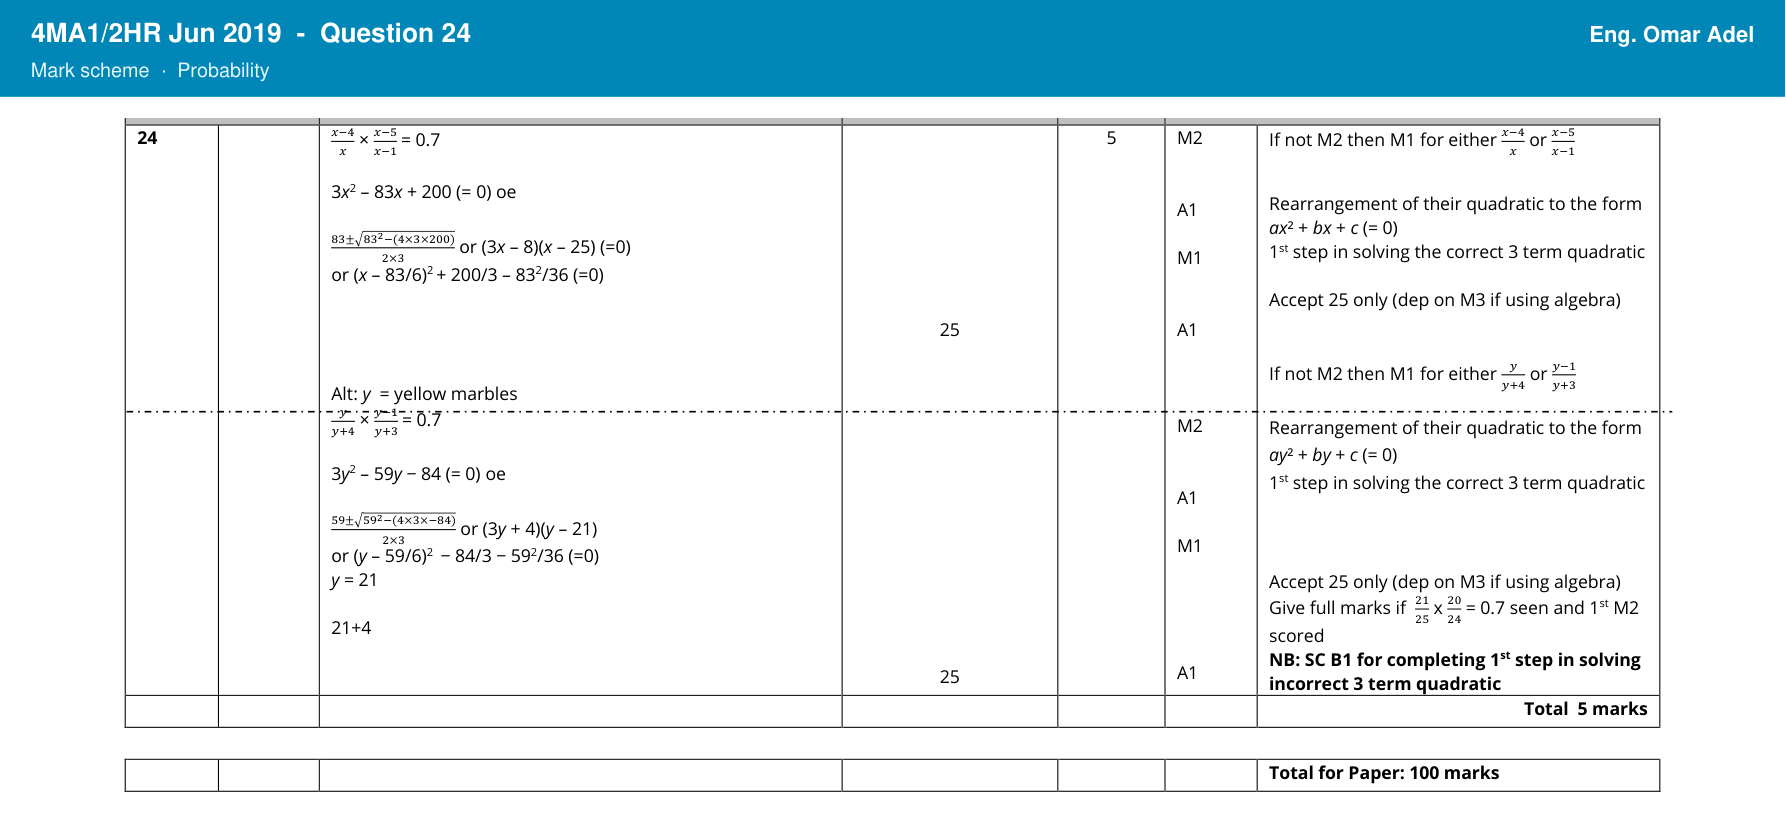 4MA1/2HR Jun 2019 - Question 24
Eng. Omar Adel
Mark scheme · Probability
24
x−4/x × x−5/x−1 = 0.7
5
M2
If not M2 then M1 for either x−4/x or x−5/x−1
3x² – 83x + 200 (= 0) oe
A1
Rearrangement of their quadratic to the form
ax² + bx + c (= 0)
83±√83²−(4×3×200)/2×3 or (3x – 8)(x – 25) (=0)
M1
1st step in solving the correct 3 term quadratic
or (x – 83/6)² + 200/3 – 83²/36 (=0)
Accept 25 only (dep on M3 if using algebra)
25
A1
If not M2 then M1 for either y/y+4 or y−1/y+3
Alt: y = yellow marbles
y/y+4 × y−1/y+3 = 0.7
M2
Rearrangement of their quadratic to the form
ay² + by + c (= 0)
3y² – 59y − 84 (= 0) oe
1st step in solving the correct 3 term quadratic
A1
59±√59²−(4×3×−84)/2×3 or (3y + 4)(y – 21)
M1
or (y – 59/6)² − 84/3 − 59²/36 (=0)
y = 21
Accept 25 only (dep on M3 if using algebra)
Give full marks if 21/25 x 20/24 = 0.7 seen and 1st M2
scored
21+4
NB: SC B1 for completing 1st step in solving
incorrect 3 term quadratic
25
A1
Total 5 marks
Total for Paper: 100 marks